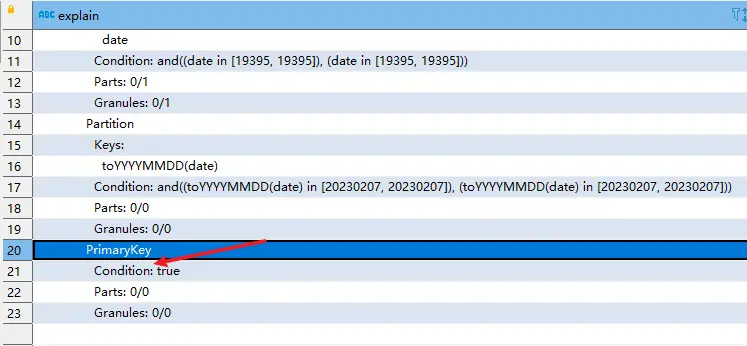 ABC explain
10 date
11 Condition: and((date in [19395, 19395]), (date in [19395, 19395]))
12 Parts: 0/1
13 Granules: 0/1
14 Partition
15 Keys:
16 toYYYYMMDD(date)
17 Condition: and((toYYYYMMDD(date) in [20230207, 20230207]), (toYYYYMMDD(date) in [20230207, 20230207]))
18 Parts: 0/0
19 Granules: 0/0
20 PrimaryKey
21 Condition: true
22 Parts: 0/0
23 Granules: 0/0